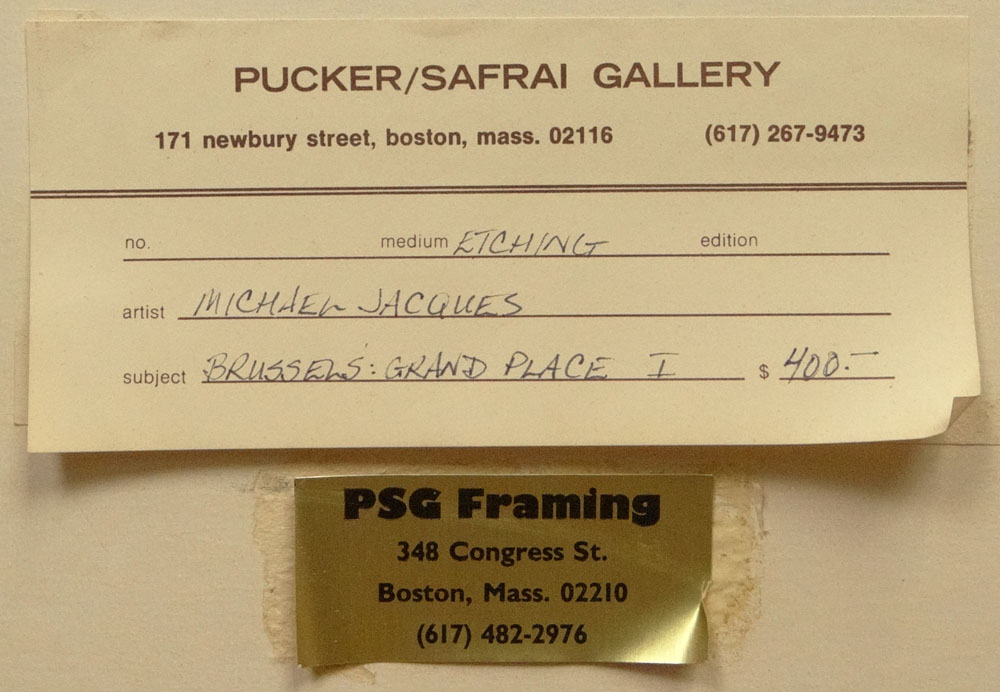 PUCKER/SAFRAI GALLERY
171 newbury street, boston, mass. 02116 (617) 267-9473
no. medium ETCHING edition
artist MICHAEL JACQUES
subject BRUSSELS: GRAND PLACE I $ 400.—
PSG Framing
348 Congress St.
Boston, Mass. 02210
(617) 482-2976